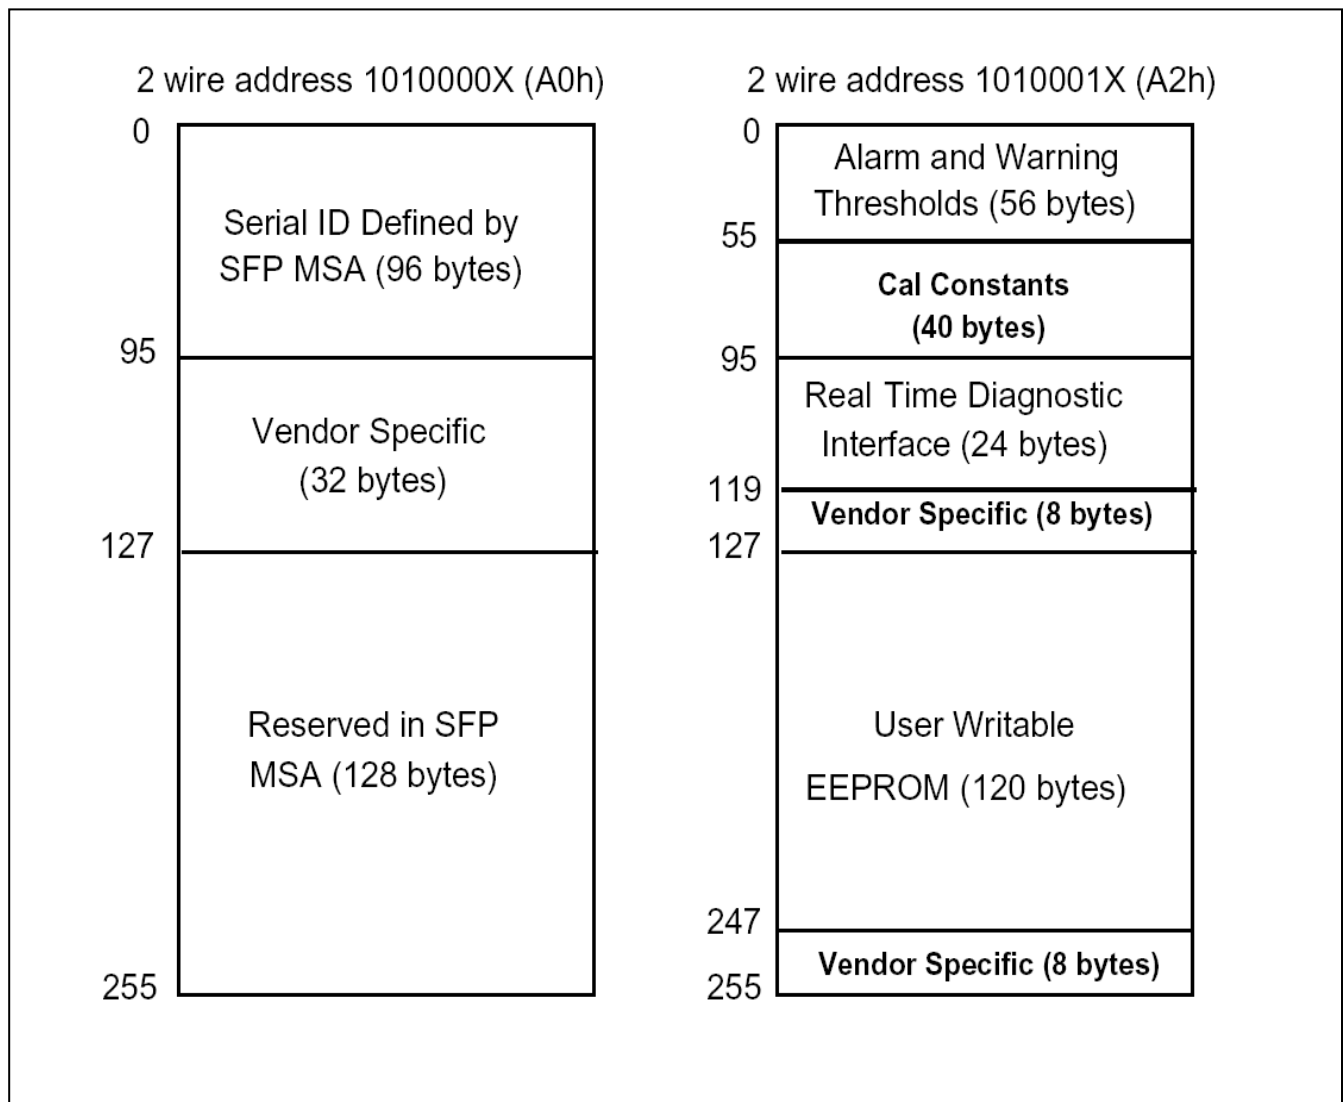 2 wire address 1010000X (A0h)
0
Serial ID Defined by
SFP MSA (96 bytes)
95
Vendor Specific
(32 bytes)
127
Reserved in SFP
MSA (128 bytes)
255
2 wire address 1010001X (A2h)
0
Alarm and Warning
Thresholds (56 bytes)
55
Cal Constants
(40 bytes)
95
Real Time Diagnostic
Interface (24 bytes)
119
Vendor Specific (8 bytes)
127
User Writable
EEPROM (120 bytes)
247
Vendor Specific (8 bytes)
255